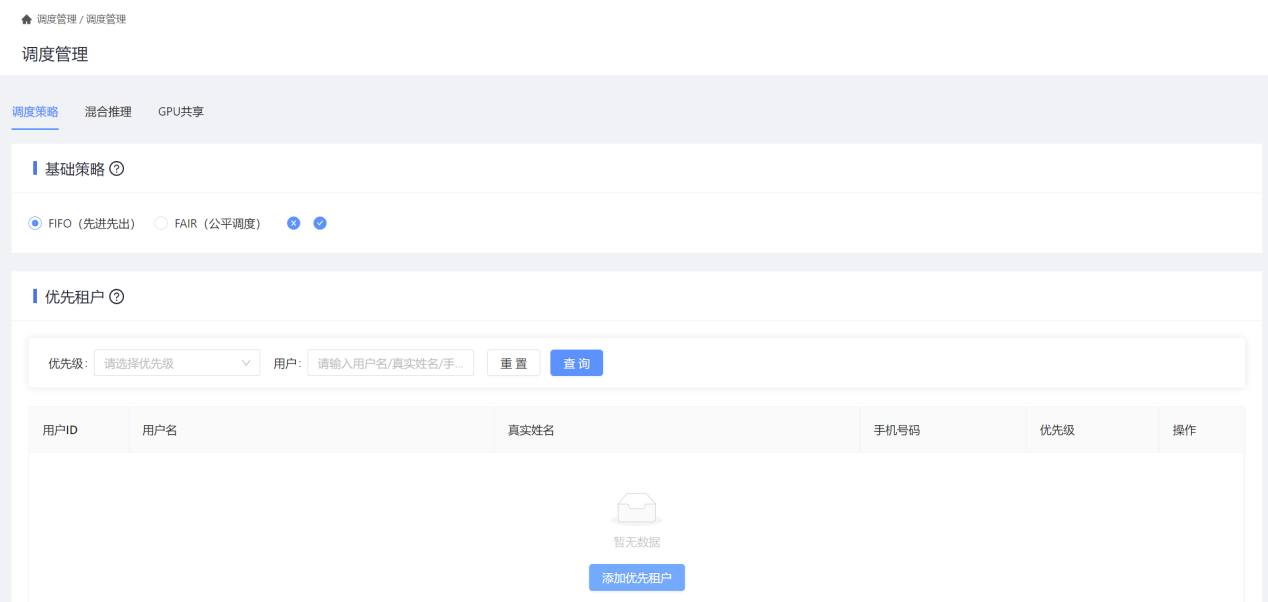 调度管理 / 调度管理
调度管理
调度策略 混合推理 GPU共享
基础策略
FIFO（先进先出） FAIR（公平调度）
优先租户
优先级: 请选择优先级 用户: 请输入用户名/真实姓名/手... 重 置 查 询
用户ID 用户名 真实姓名 手机号码 优先级 操作
暂无数据
添加优先租户